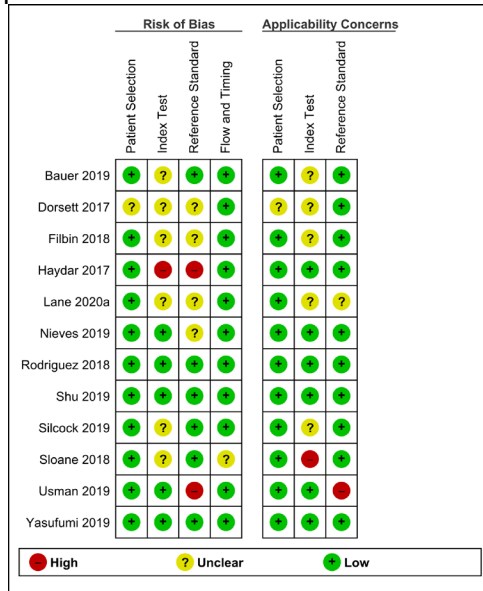 Risk of Bias Applicability Concerns
Patient Selection Index Test Reference Standard Flow and Timing Patient Selection Index Test Reference Standard
Bauer 2019 + ? + + + ? +
Dorsett 2017 ? ? ? + ? ? +
Filbin 2018 + ? ? + + ? +
Haydar 2017 + – – + + + +
Lane 2020a + ? ? + + ? ?
Nieves 2019 + + ? + + + +
Rodriguez 2018 + + + + + + +
Shu 2019 + + + + + + +
Silcock 2019 + ? + + + ? +
Sloane 2018 + ? + ? + – +
Usman 2019 + + – + + + –
Yasufumi 2019 + + + + + + +
– High ? Unclear + Low